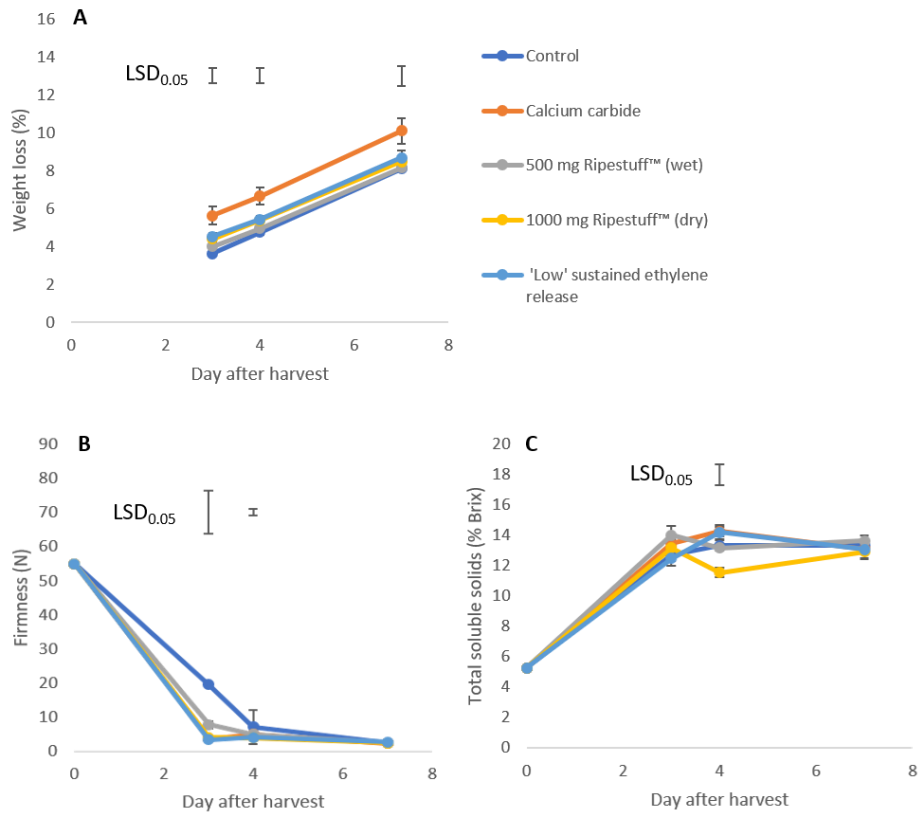 A
16
14
12
10
8
6
4
2
0
Weight loss (%)
LSD0.05
0 2 4 6 8
Day after harvest
Control
Calcium carbide
500 mg Ripestuff™ (wet)
1000 mg Ripestuff™ (dry)
'Low' sustained ethylene
release
B
90
80
70
60
50
40
30
20
10
0
Firmness (N)
LSD0.05
0 2 4 6 8
Day after harvest
C
20
18
16
14
12
10
8
6
4
2
0
Total soluble solids (% Brix)
LSD0.05
0 2 4 6 8
Day after harvest